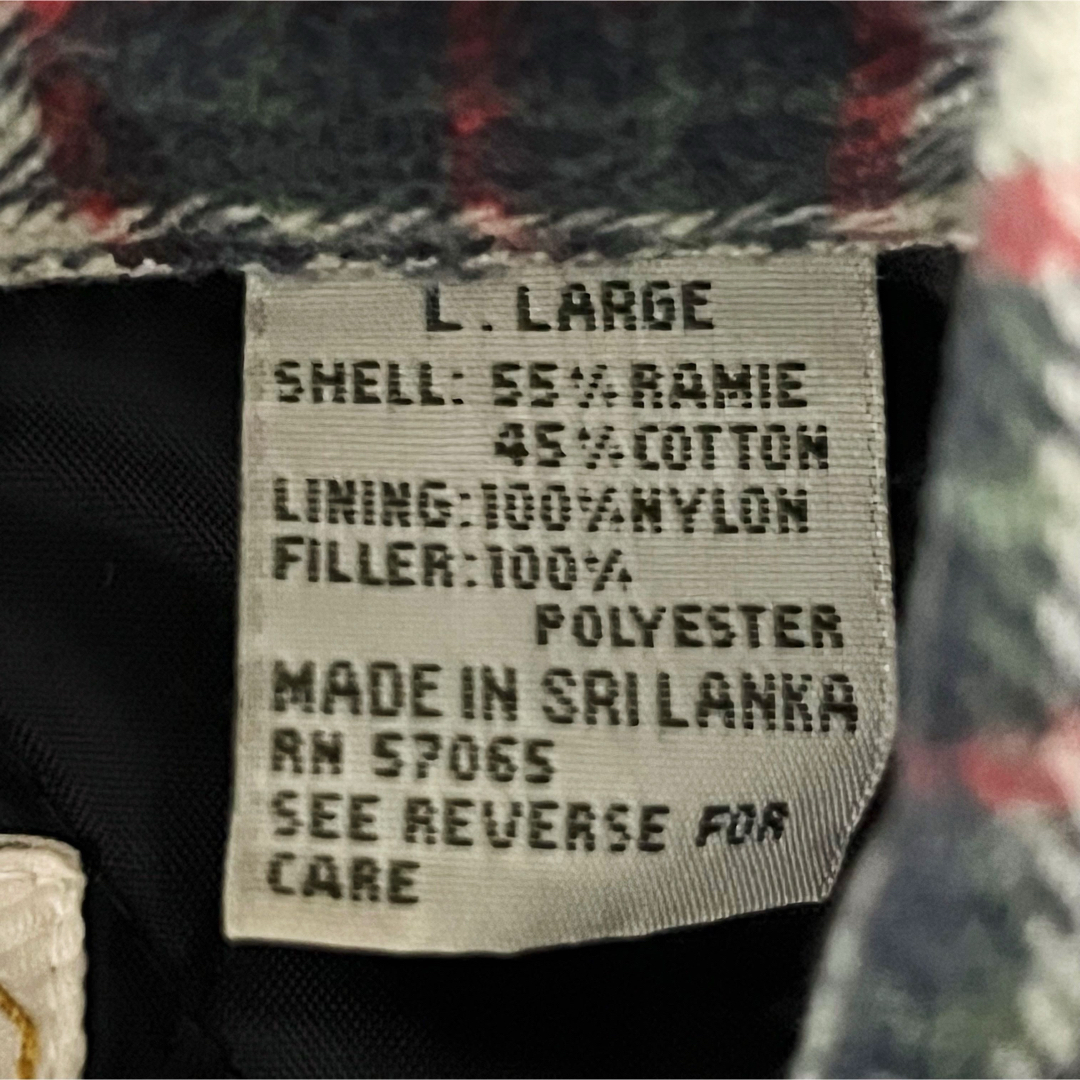 L. LARGE
SHELL: 55% RAMIE
45% COTTON
LINING: 100% NYLON
FILLER: 100%
POLYESTER
MADE IN SRI LANKA
RN 57065
SEE REVERSE FOR
CARE